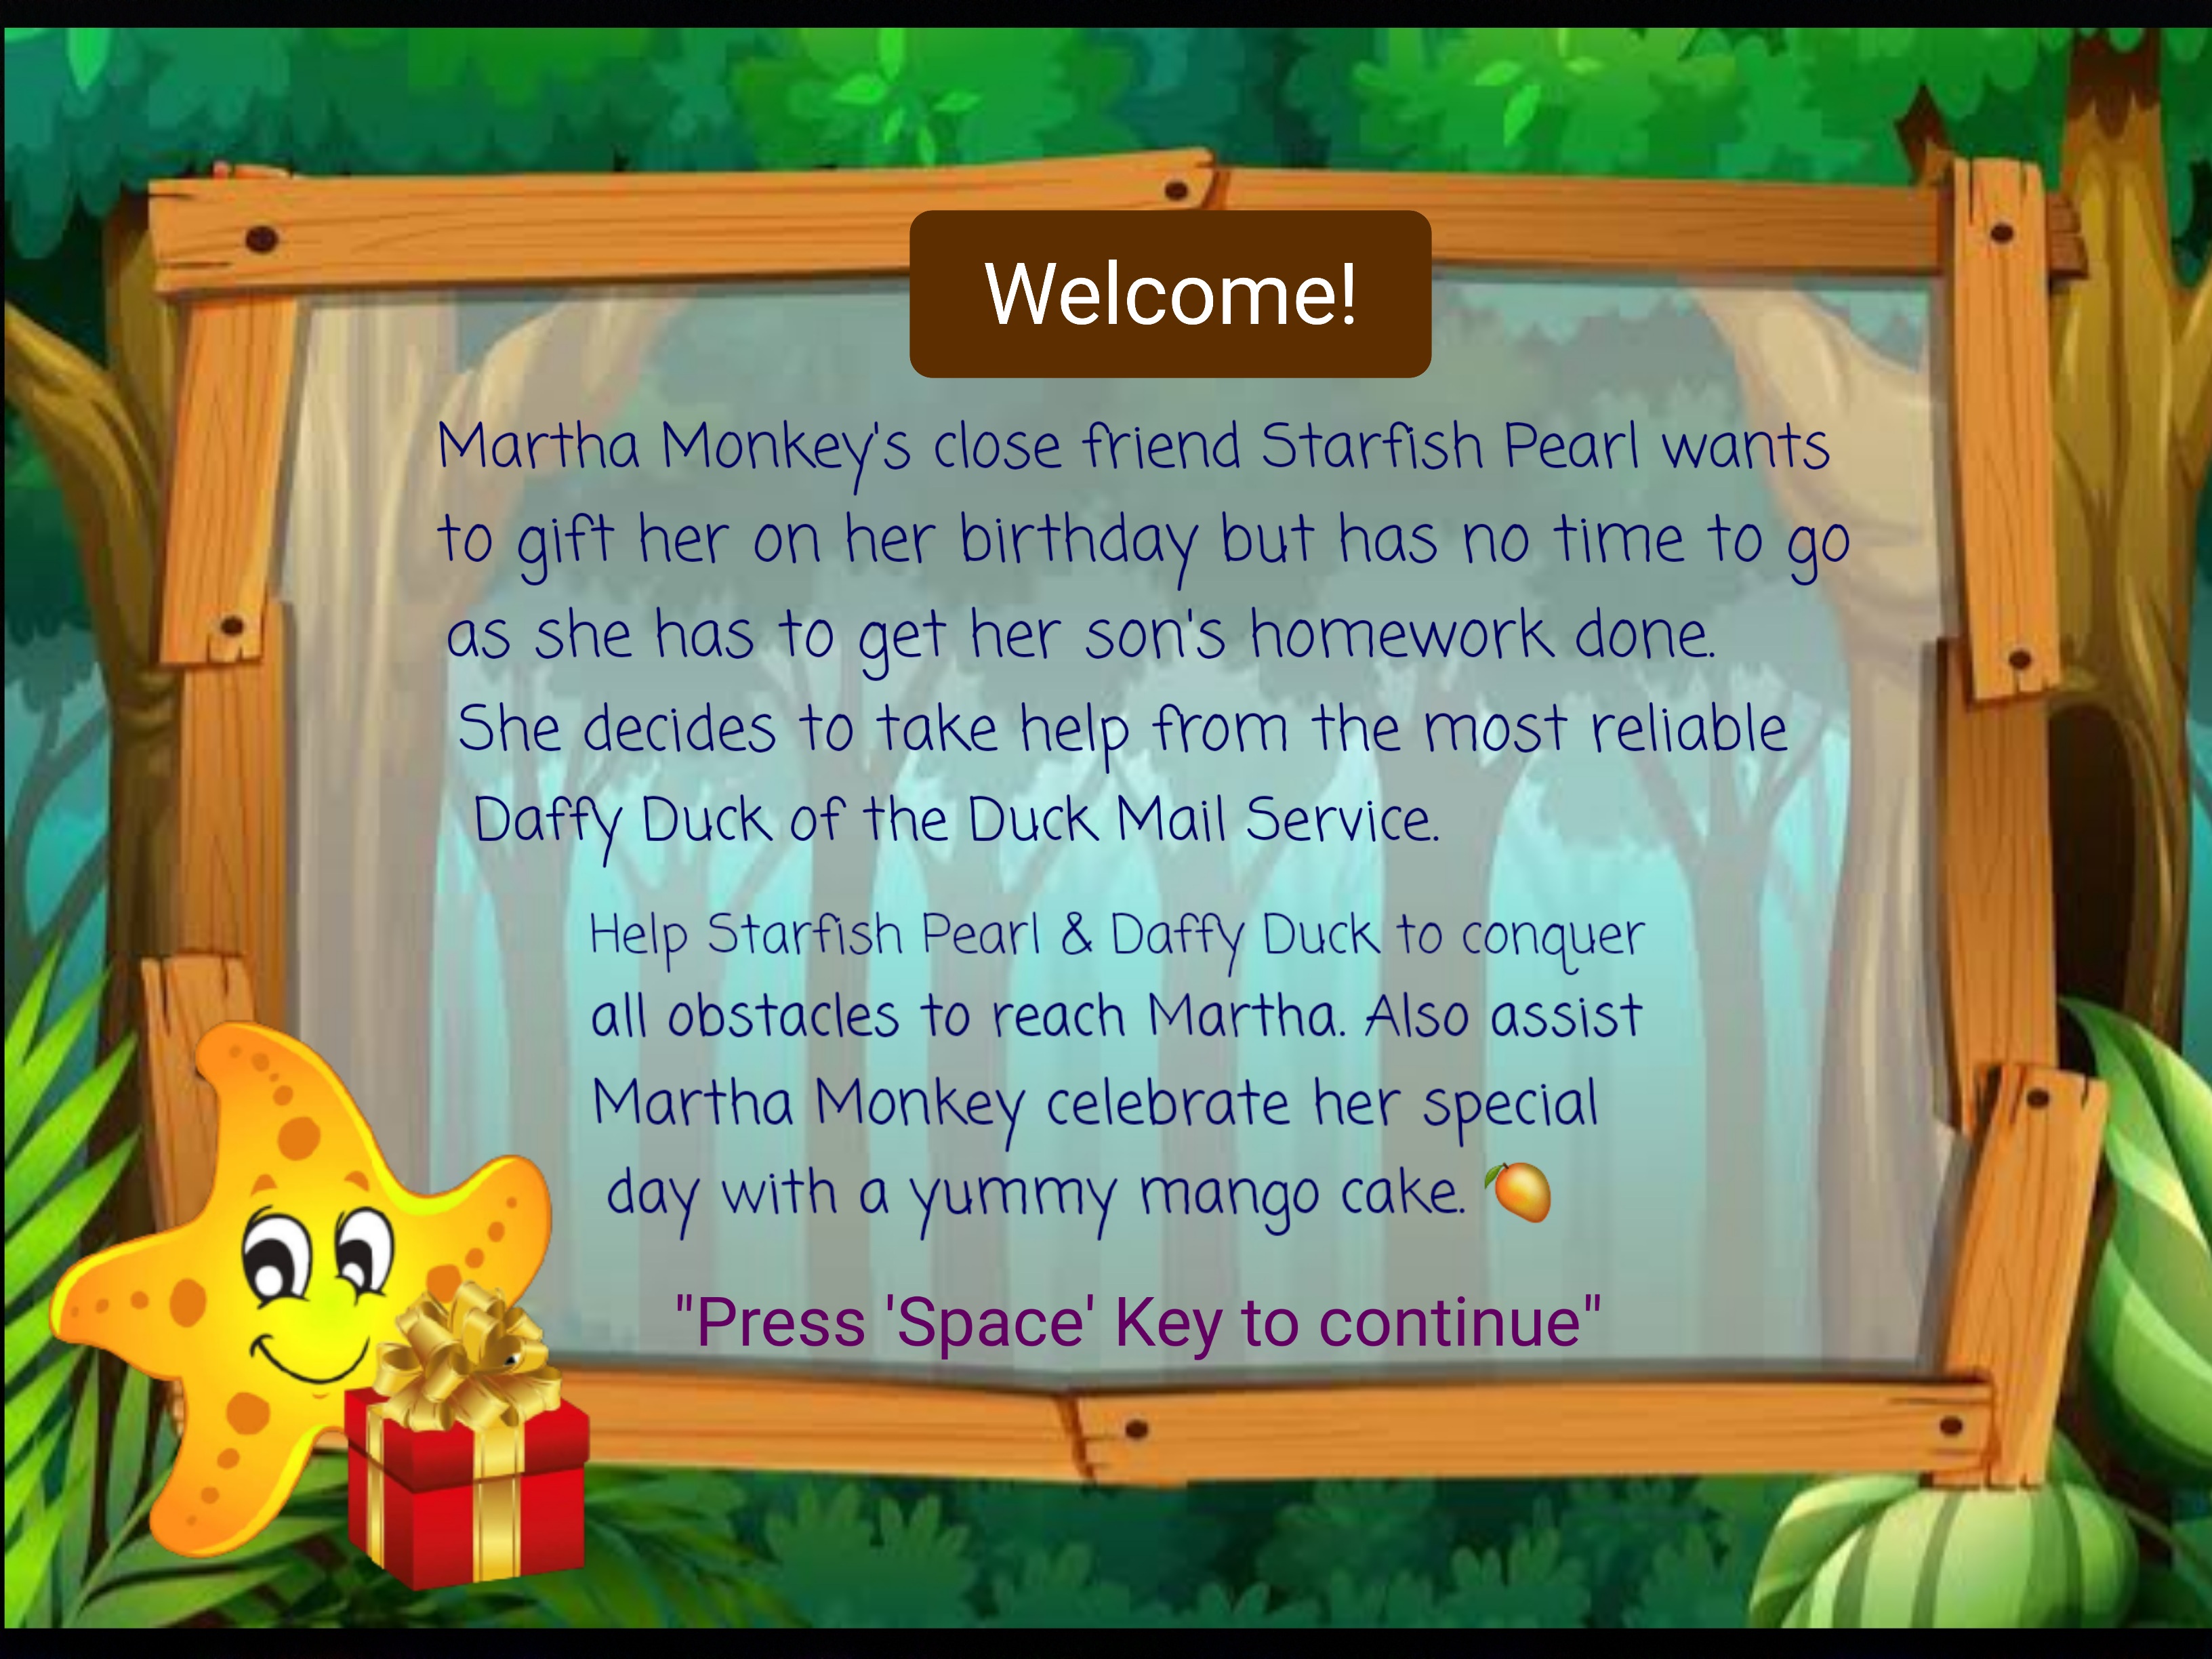 Welcome!
Martha Monkey's close friend Starfish Pearl wants
to gift her on her birthday but has no time to go
as she has to get her son's homework done.
She decides to take help from the most reliable
Daffy Duck of the Duck Mail Service.
Help Starfish Pearl & Daffy Duck to conquer
all obstacles to reach Martha. Also assist
Martha Monkey celebrate her special
day with a yummy mango cake. 🥭
"Press 'Space' Key to continue"